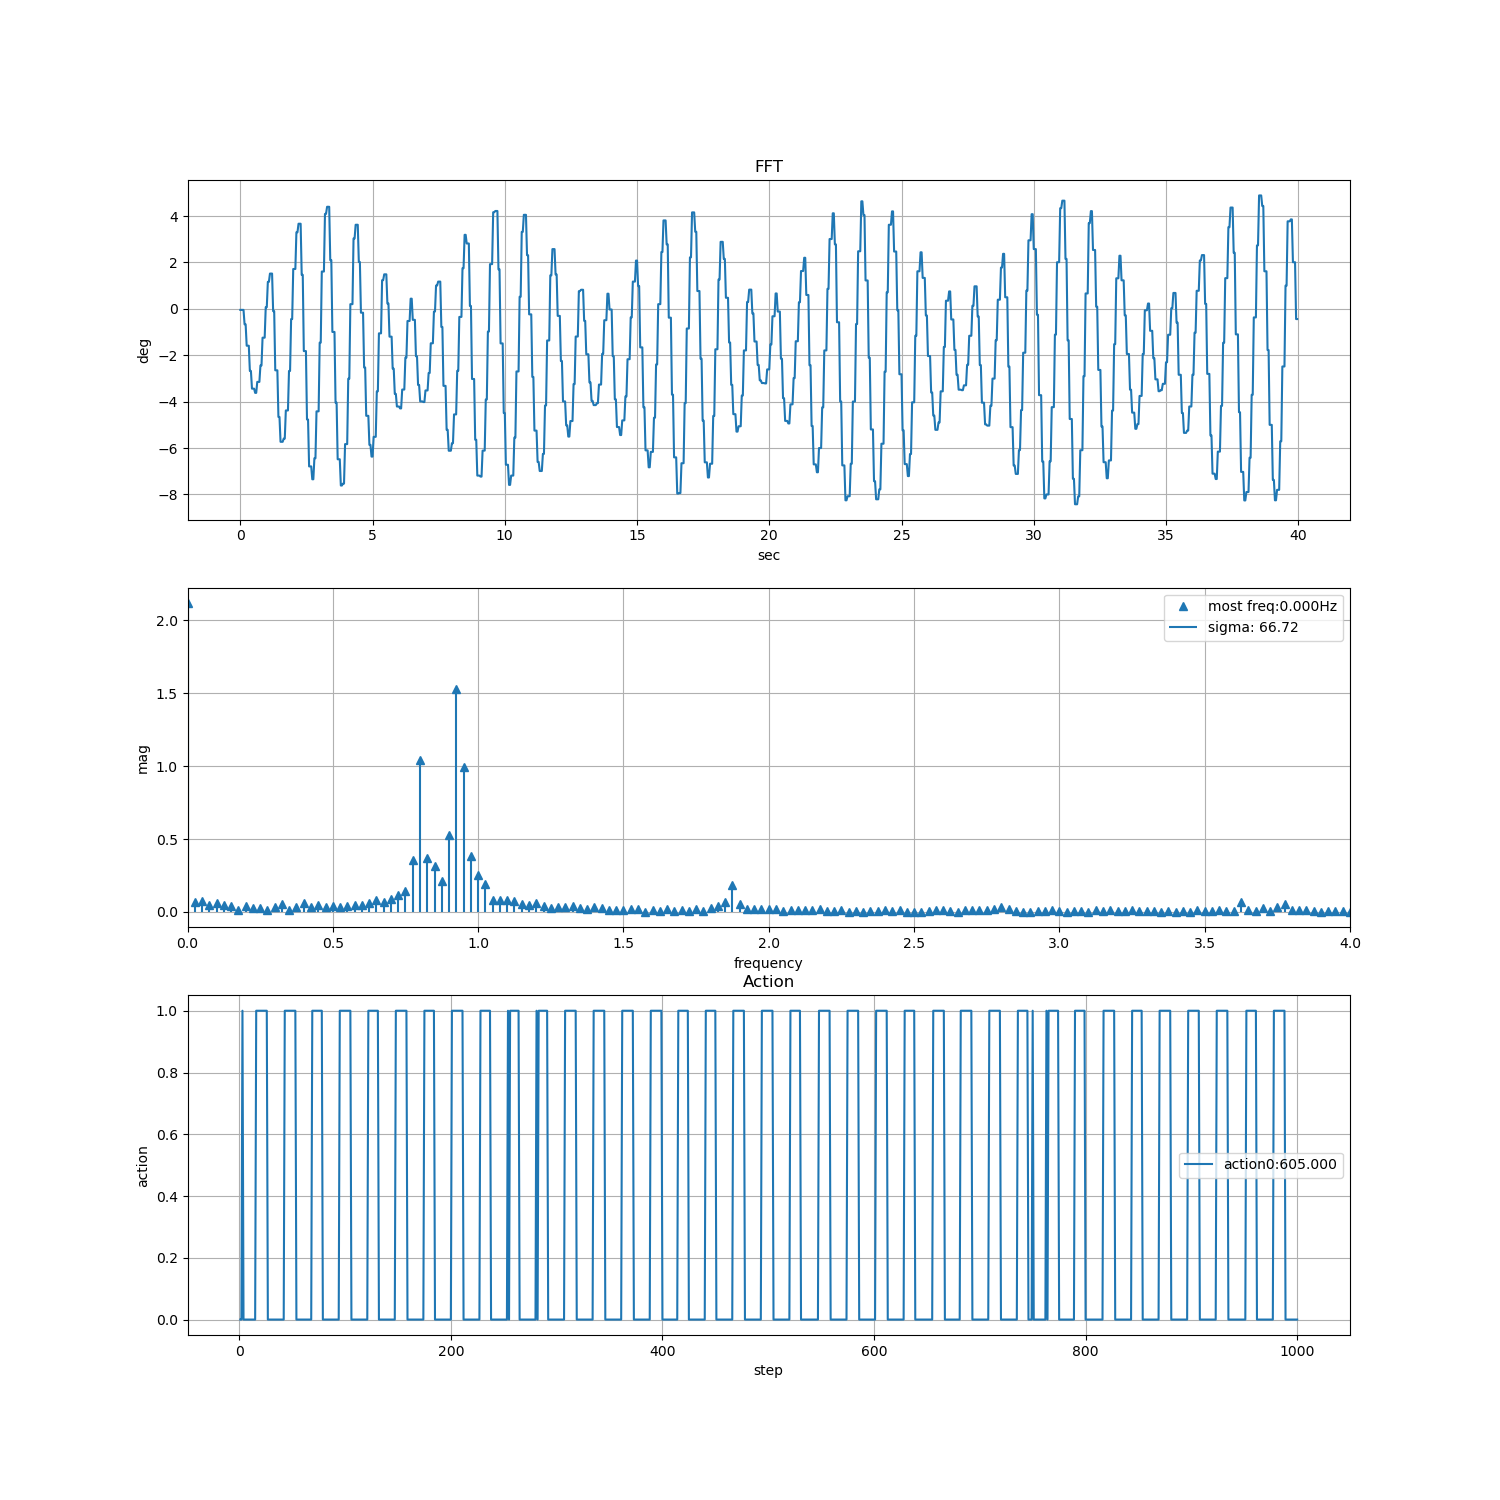 FFT
4
2
0
−2
−4
−6
−8
deg
0 5 10 15 20 25 30 35 40
sec
2.0
1.5
1.0
0.5
0.0
mag
most freq:0.000Hz
sigma: 66.72
0.0 0.5 1.0 1.5 2.0 2.5 3.0 3.5 4.0
frequency
Action
1.0
0.8
0.6
0.4
0.2
0.0
action
action0:605.000
0 200 400 600 800 1000
step